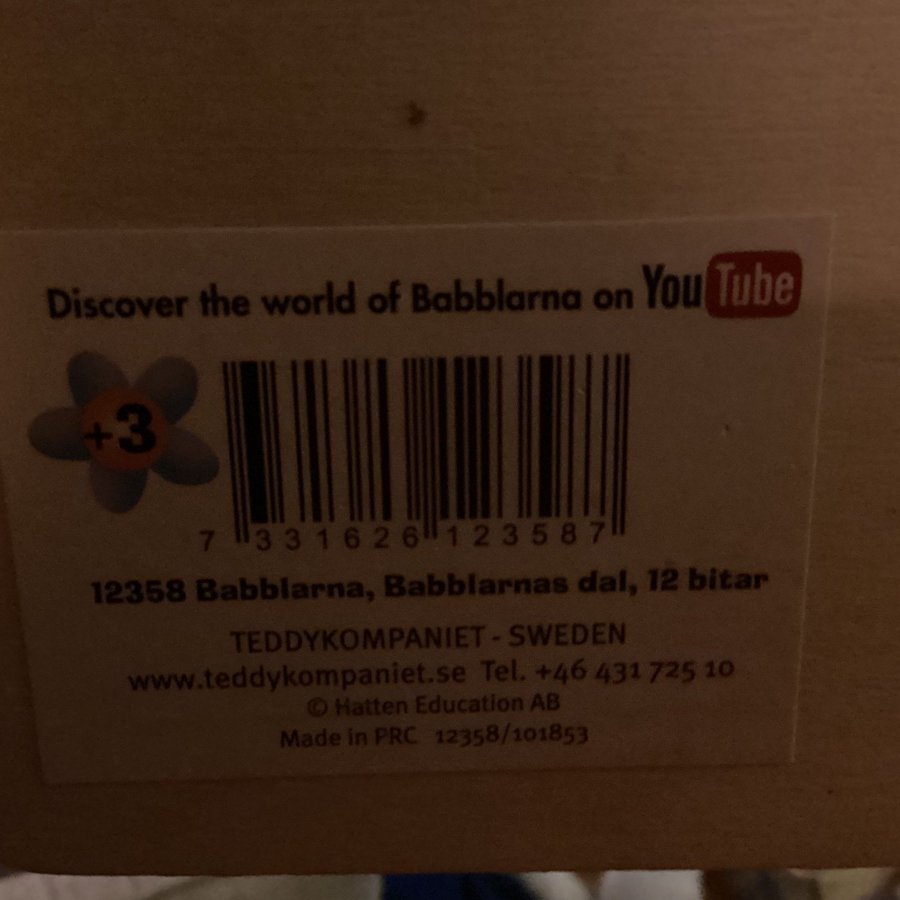 Discover the world of Babblarna on YouTube
+3
7 331626 123587
12358 Babblarna, Babblarnas dal, 12 bitar
TEDDYKOMPANIET - SWEDEN
www.teddykompaniet.se Tel. +46 431 725 10
© Hatten Education AB
Made in PRC 12358/101853